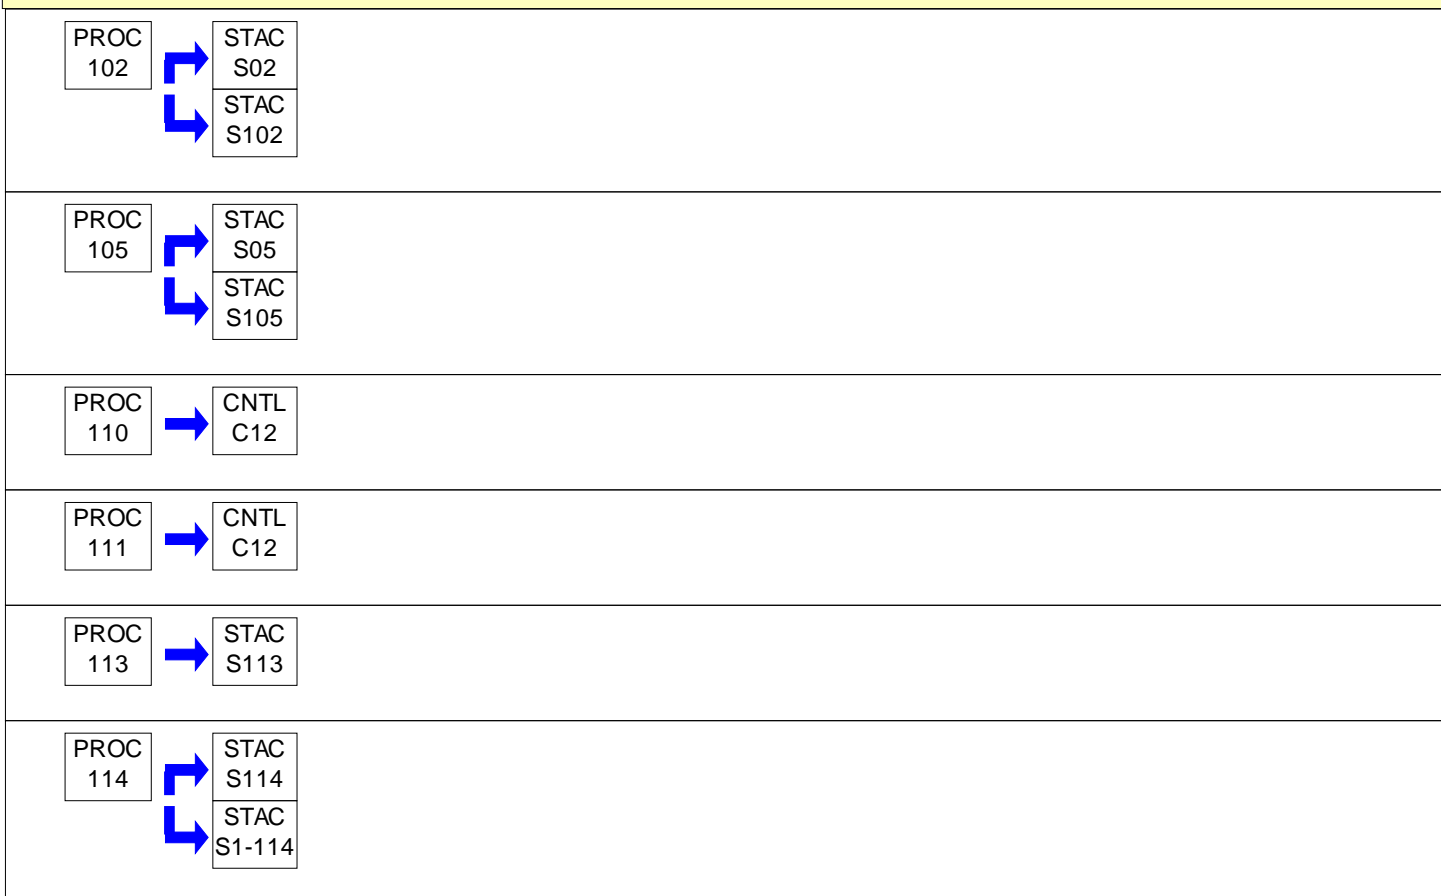 PROC
102
STAC
S02
STAC
S102
PROC
105
STAC
S05
STAC
S105
PROC
110
CNTL
C12
PROC
111
CNTL
C12
PROC
113
STAC
S113
PROC
114
STAC
S114
STAC
S1-114